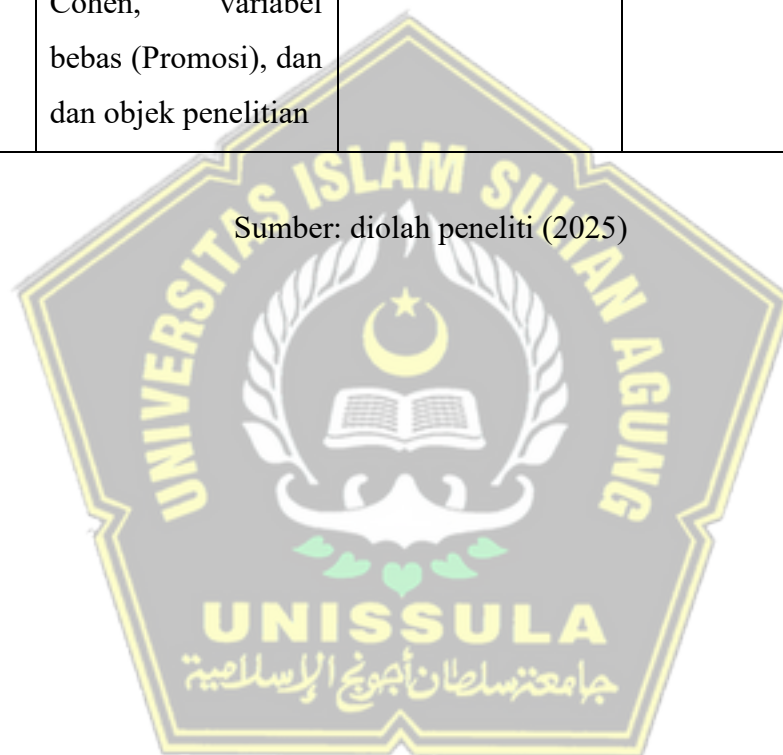 Cohen, variabel
bebas (Promosi), dan
dan objek penelitian
Sumber: diolah peneliti (2025)
UNIVERSITAS ISLAM SULTAN AGUNG
UNISSULA
جامعة سلطان أجونج الإسلامية